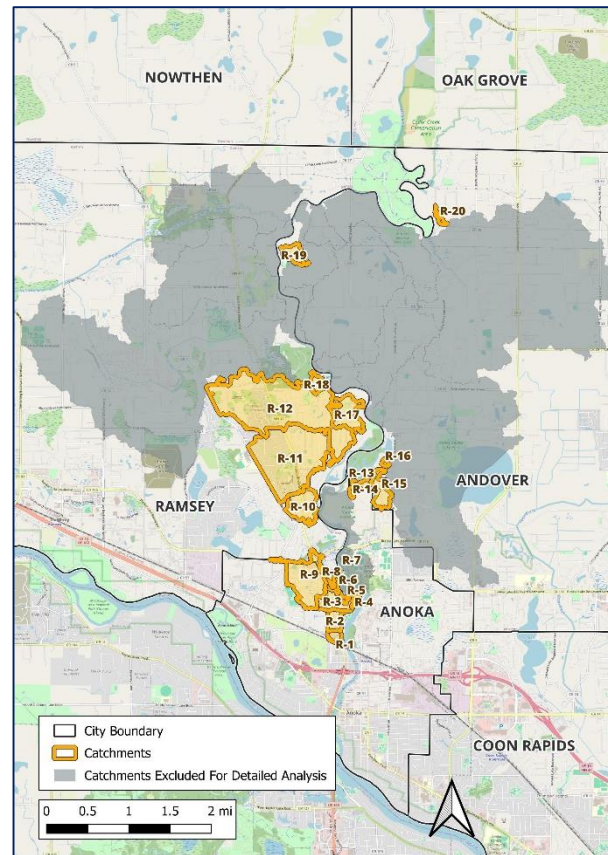 NOWTHEN
OAK GROVE
R-20
R-19
R-18
R-12
R-17
R-11
R-16
R-13
R-14
R-15
ANDOVER
R-10
RAMSEY
R-7
R-8
R-9
R-6
R-5
R-3
R-4
ANOKA
R-2
R-1
COON RAPIDS
Anoka
City Boundary
Catchments
Catchments Excluded For Detailed Analysis
0 0.5 1 1.5 2 mi